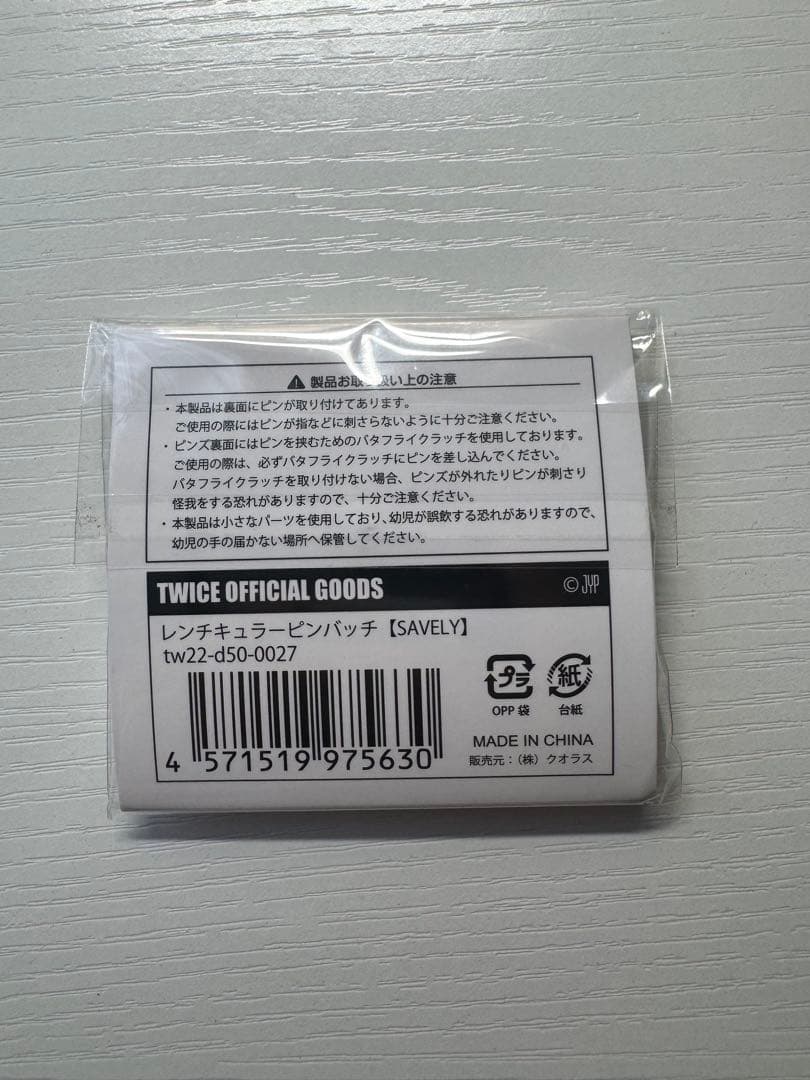 ⚠ 製品お取り扱い上の注意
・本製品は裏面にピンが取り付けてあります。
ご使用の際にはピンが指などに刺さらないように十分ご注意ください。
・ピンズ裏面にはピンを挟むためのバタフライクラッチを使用しております。
ご使用の際は、必ずバタフライクラッチにピンを差し込んでください。
バタフライクラッチを取り付けない場合、ピンズが外れたりピンが刺さり
怪我をする恐れがありますので、十分ご注意ください。
・本製品は小さなパーツを使用しており、幼児が誤飲する恐れがありますので、
幼児の手の届かない場所へ保管してください。
TWICE OFFICIAL GOODS © JYP
レンチキュラーピンバッチ【SAVELY】
tw22-d50-0027
プラ 紙
OPP 袋 台紙
4 571519 975630
MADE IN CHINA
販売元：（株）クオラス